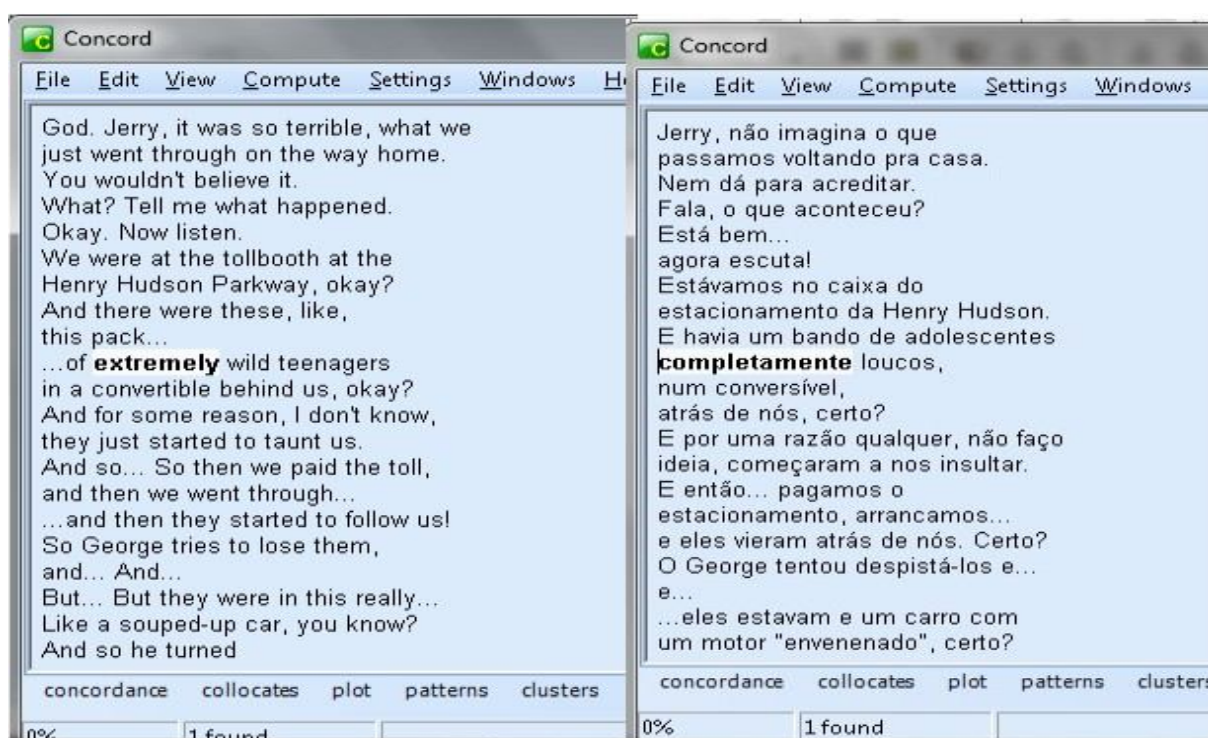 Concord
File Edit View Compute Settings Windows
God. Jerry, it was so terrible, what we
just went through on the way home.
You wouldn't believe it.
What? Tell me what happened.
Okay. Now listen.
We were at the tollbooth at the
Henry Hudson Parkway, okay?
And there were these, like,
this pack...
...of extremely wild teenagers
in a convertible behind us, okay?
And for some reason, I don't know,
they just started to taunt us.
And so... So then we paid the toll,
and then we went through...
...and then they started to follow us!
So George tries to lose them,
and... And...
But... But they were in this really...
Like a souped-up car, you know?
And so he turned
concordance collocates plot patterns clusters
0% 1 found
Concord
File Edit View Compute Settings Windows
Jerry, não imagina o que
passamos voltando pra casa.
Nem dá para acreditar.
Fala, o que aconteceu?
Está bem...
agora escuta!
Estávamos no caixa do
estacionamento da Henry Hudson.
E havia um bando de adolescentes
completamente loucos,
num conversível,
atrás de nós, certo?
E por uma razão qualquer, não faço
ideia, começaram a nos insultar.
E então... pagamos o
estacionamento, arrancamos...
e eles vieram atrás de nós. Certo?
O George tentou despistá-los e...
e...
...eles estavam e um carro com
um motor "envenenado", certo?
concordance collocates plot patterns clusters
0% 1 found